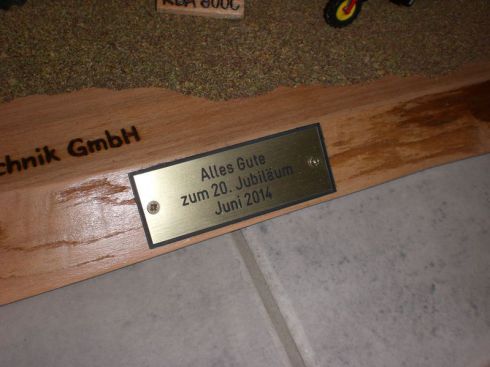 chnik GmbH
Alles Gute
zum 20. Jubiläum
Juni 2014